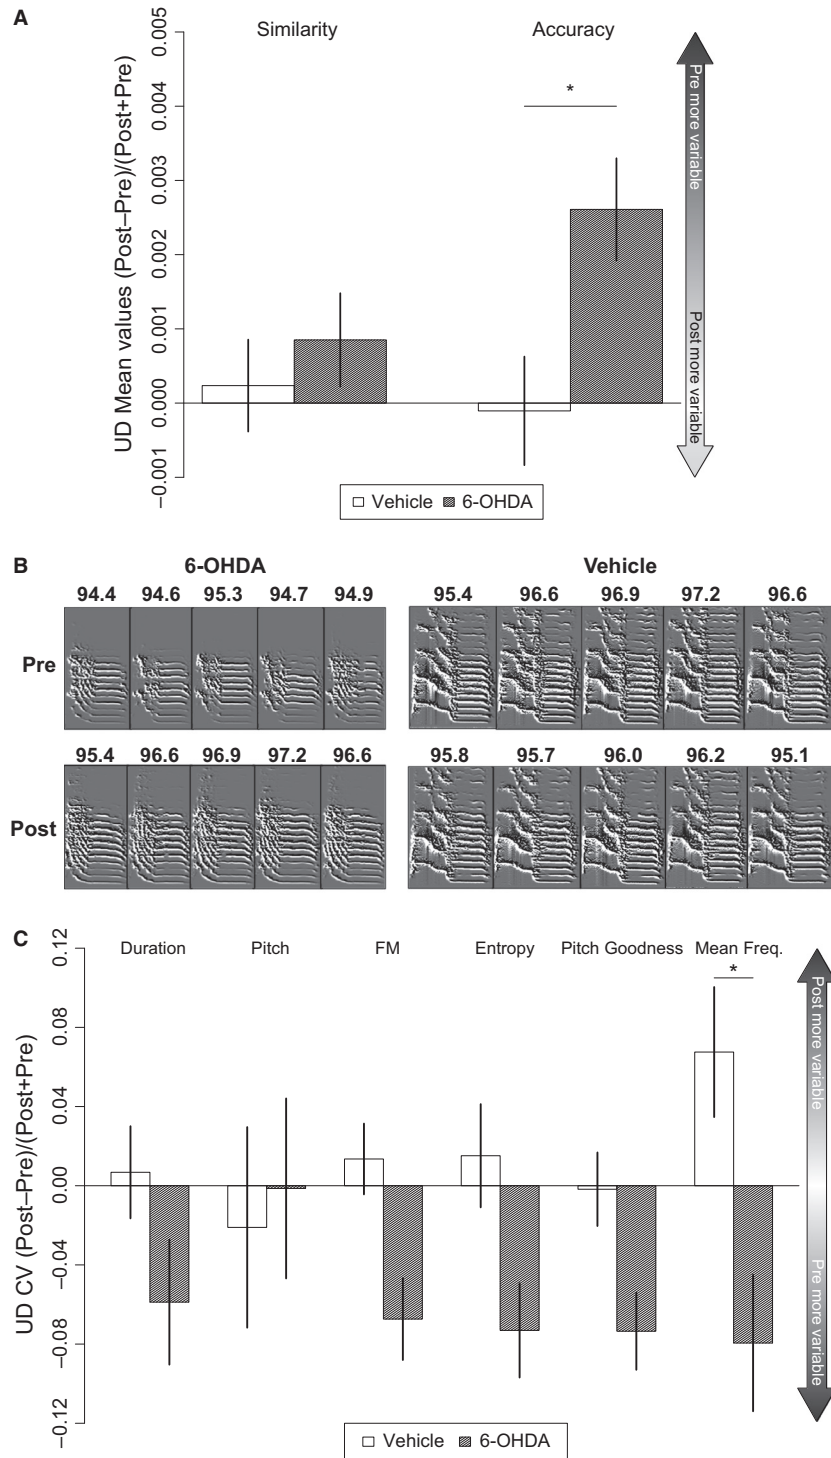 A
Similarity Accuracy
UD Mean values (Post–Pre)/(Post+Pre)
0.005
0.004
0.003
0.002
0.001
0.000
−0.001
*
Pre more variable
Post more variable
Vehicle 6-OHDA
B
6-OHDA Vehicle
94.4 94.6 95.3 94.7 94.9 95.4 96.6 96.9 97.2 96.6
Pre
95.4 96.6 96.9 97.2 96.6 95.8 95.7 96.0 96.2 95.1
Post
C
Duration Pitch FM Entropy Pitch Goodness Mean Freq.
UD CV (Post–Pre)/(Post+Pre)
0.12
0.08
0.04
0.00
−0.04
−0.08
−0.12
*
Post more variable
Pre more variable
Vehicle 6-OHDA